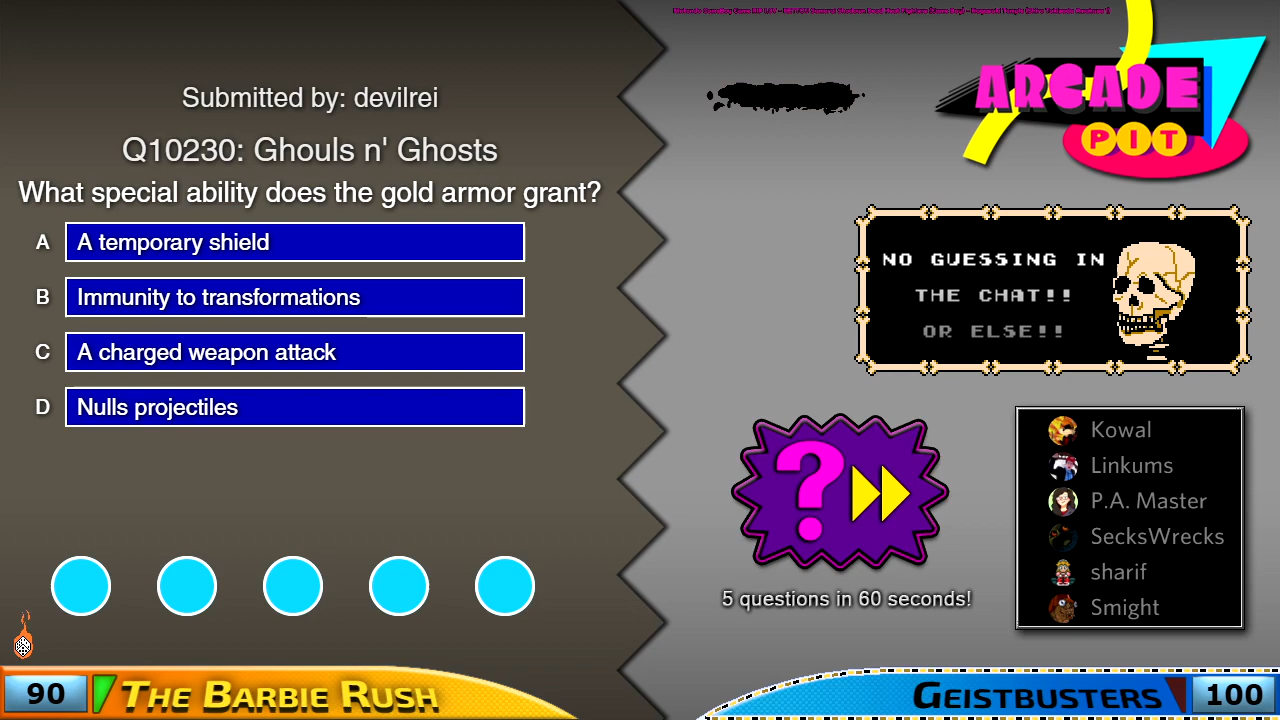 Submitted by: devilrei
Q10230: Ghouls n' Ghosts
What special ability does the gold armor grant?
A A temporary shield
B Immunity to transformations
C A charged weapon attack
D Nulls projectiles
90 THE BARBIE RUSH
ARCADE
PIT
NO GUESSING IN
THE CHAT!!
OR ELSE!!
?
5 questions in 60 seconds!
Kowal
Linkums
P.A. Master
SecksWrecks
sharif
Smight
GEISTBUSTERS 100